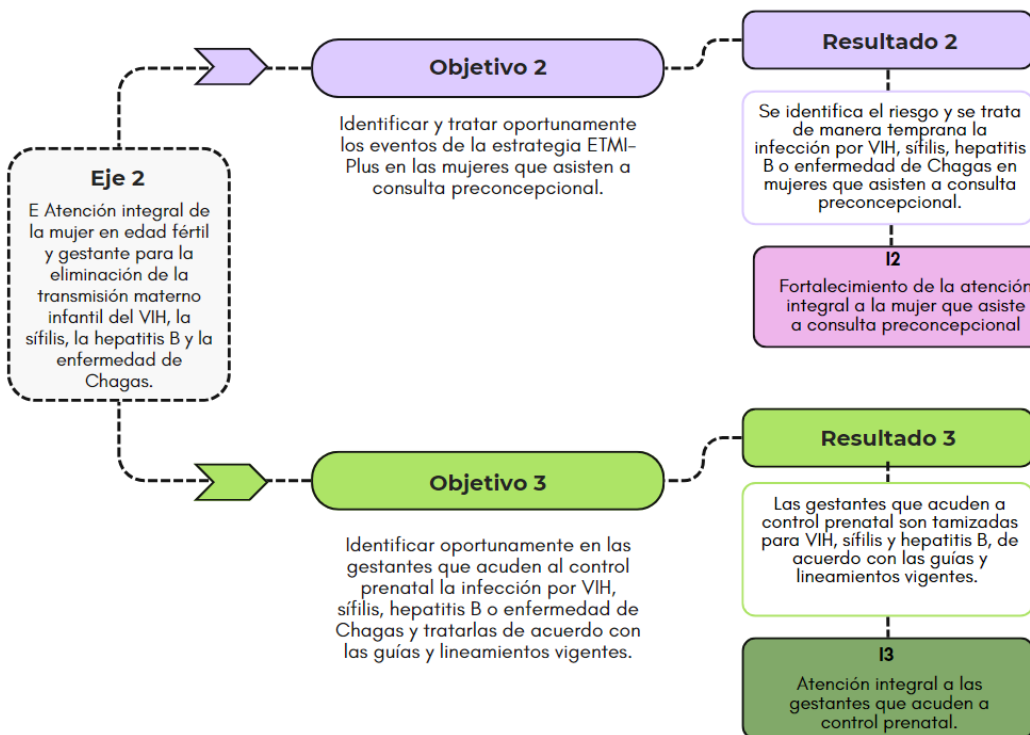 Eje 2
E Atención integral de
la mujer en edad fértil
y gestante para la
eliminación de la
transmisión materno
infantil del VIH, la
sífilis, la hepatitis B y la
enfermedad de
Chagas.
Objetivo 2
Identificar y tratar oportunamente
los eventos de la estrategia ETMI-
Plus en las mujeres que asisten a
consulta preconcepcional.
Resultado 2
Se identifica el riesgo y se trata
de manera temprana la
infección por VIH, sífilis, hepatitis
B o enfermedad de Chagas en
mujeres que asisten a consulta
preconcepcional.
I2
Fortalecimiento de la atención
integral a la mujer que asiste
a consulta preconcepcional
Objetivo 3
Identificar oportunamente en las
gestantes que acuden al control
prenatal la infección por VIH,
sífilis, hepatitis B o enfermedad de
Chagas y tratarlas de acuerdo con
las guías y lineamientos vigentes.
Resultado 3
Las gestantes que acuden a
control prenatal son tamizadas
para VIH, sífilis y hepatitis B, de
acuerdo con las guías y
lineamientos vigentes.
I3
Atención integral a las
gestantes que acuden a
control prenatal.